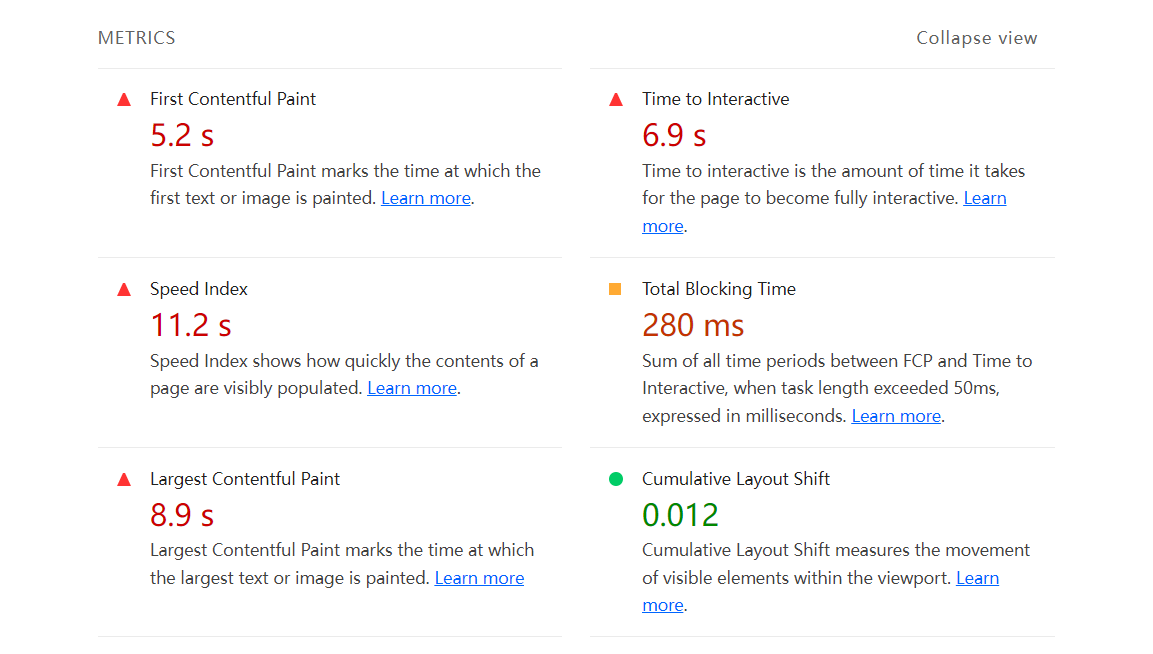 METRICS
Collapse view
First Contentful Paint
5.2 s
First Contentful Paint marks the time at which the
first text or image is painted. Learn more.
Time to Interactive
6.9 s
Time to interactive is the amount of time it takes
for the page to become fully interactive. Learn
more.
Speed Index
11.2 s
Speed Index shows how quickly the contents of a
page are visibly populated. Learn more.
Total Blocking Time
280 ms
Sum of all time periods between FCP and Time to
Interactive, when task length exceeded 50ms,
expressed in milliseconds. Learn more.
Largest Contentful Paint
8.9 s
Largest Contentful Paint marks the time at which
the largest text or image is painted. Learn more
Cumulative Layout Shift
0.012
Cumulative Layout Shift measures the movement
of visible elements within the viewport. Learn
more.